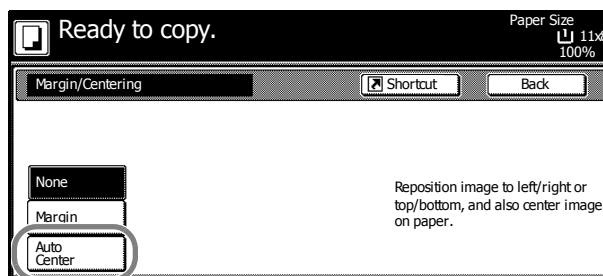 Ready to copy.
Paper Size
11x8
100%
Margin/Centering
Shortcut
Back
None
Margin
Auto
Center
Reposition image to left/right or
top/bottom, and also center image
on paper.